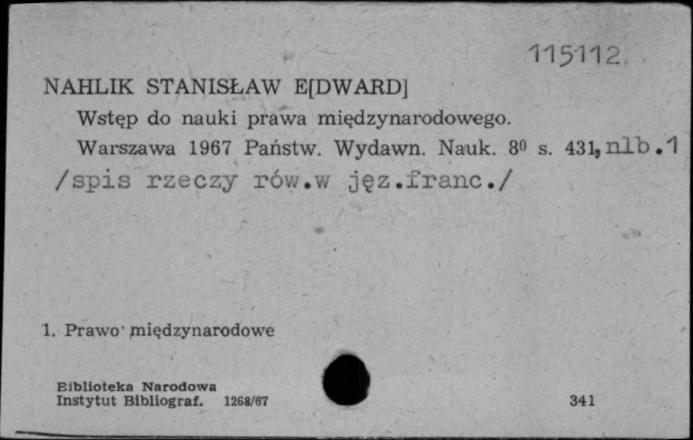 115112.
NAHLIK STANISŁAW E[DWARD]
Wstęp do nauki prawa międzynarodowego.
Warszawa 1967 Państw. Wydawn. Nauk. 8⁰ s. 431, nlb.1
/spis rzeczy rów.w jęz.franc./
1. Prawo międzynarodowe
Biblioteka Narodowa
Instytut Bibliograf. 1268/67
341